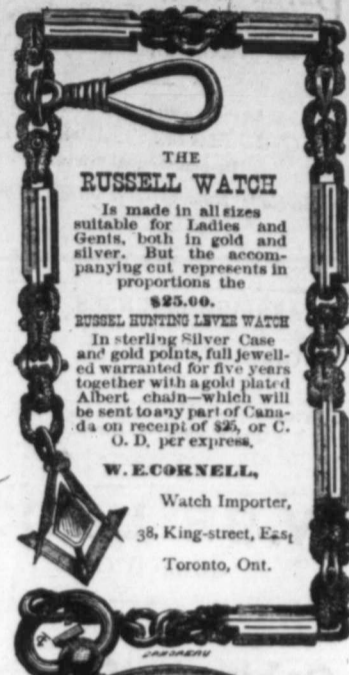 THE
RUSSELL WATCH
Is made in all sizes
suitable for Ladies and
Gents, both in gold and
silver. But the accom-
panying cut represents in
proportions the
$25.00.
RUSSEL HUNTING LEVER WATCH
In sterling Silver Case
and gold points, full jewell-
ed warranted for five years
together with a gold plated
Albert chain—which will
be sent to any part of Cana-
da on receipt of $25, or C.
O. D. per express.
W. E. CORNELL,
Watch Importer,
38, King-street, East
Toronto, Ont.